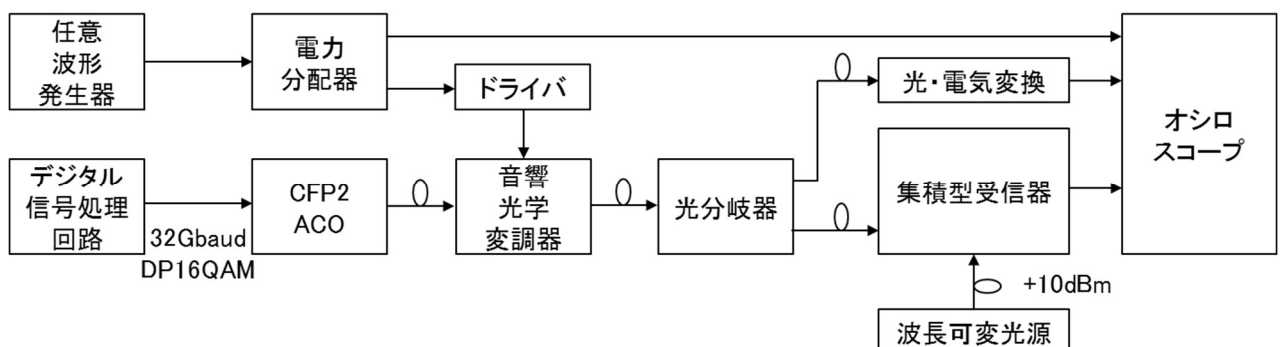 任意
波形
発生器
電力
分配器
ドライバ
光・電気変換
オシロ
スコープ
デジタル
信号処理
回路
32Gbaud
DP16QAM
CFP2
ACO
音響
光学
変調器
光分岐器
集積型受信器
+10dBm
波長可変光源